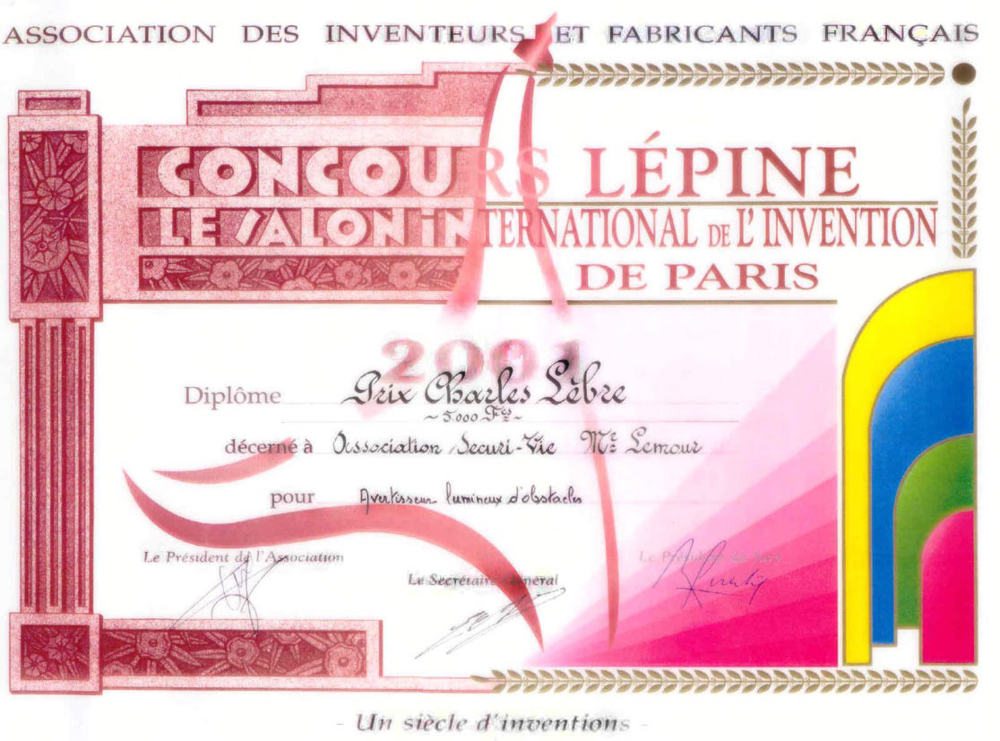 ASSOCIATION DES INVENTEURS ET FABRICANTS FRANÇAIS
CONCOURS LÉPINE
LE SALON INTERNATIONAL DE L'INVENTION
DE PARIS
2001
Diplôme Prix Charles Lèbre
~ 5.000 Fcs ~
décerné à Association Securi-Vie Mr Lemour
pour Avertisseur lumineux d'obstacles
Le Président de l'Association
Le Secrétaire Général
Le Président du Jury
- Un siècle d'inventions -